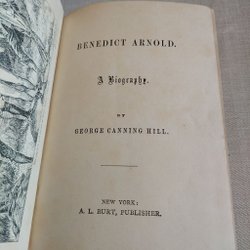 BENEDICT ARNOLD.
A Biography.
BY
GEORGE CANNING HILL.
NEW YORK:
A. L. BURT, PUBLISHER.